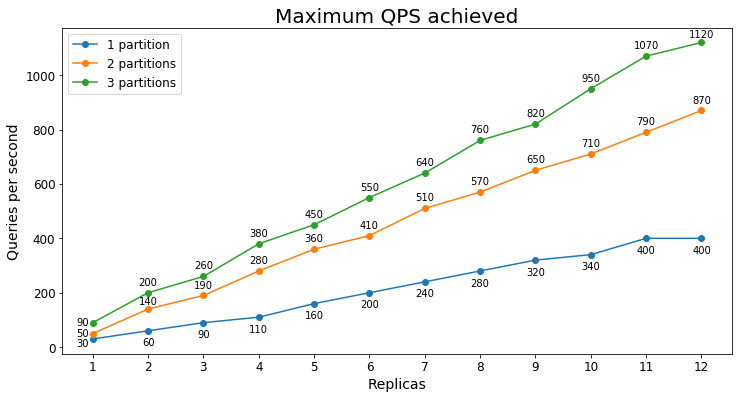 Maximum QPS achieved
1 partition
2 partitions
3 partitions
Queries per second
1000
800
600
400
200
0
90 200 260 380 450 550 640 760 820 950 1070 1120
50 140 190 280 360 410 510 570 650 710 790 870
30 60 90 110 160 200 240 280 320 340 400 400
1 2 3 4 5 6 7 8 9 10 11 12
Replicas